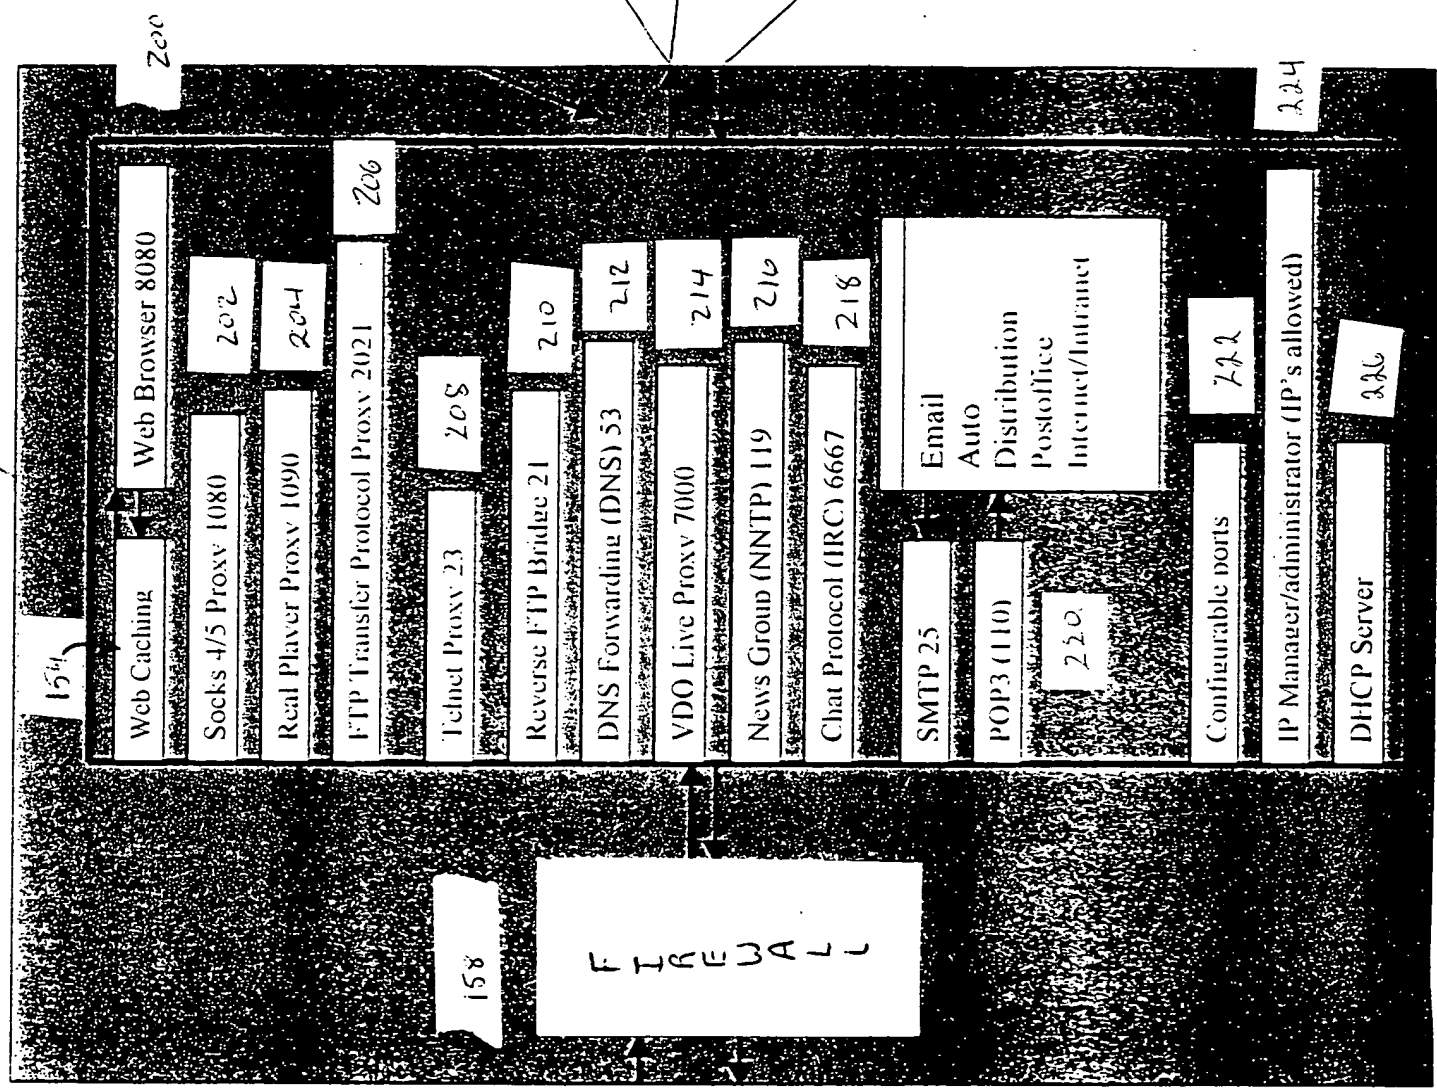 154
200
Web Caching
Web Browser 8080
Socks 4/5 Proxy 1080
202
Real Player Proxy 1090
204
FTP Transfer Protocol Proxy 2021
206
158
Telnet Proxy 23
208
Reverse FTP Bridge 21
210
F
I
R
E
W
A
L
L
DNS Forwarding (DNS) 53
212
VDO Live Proxy 7000
214
News Group (NNTP) 119
216
Chat Protocol (IRC) 6667
218
SMTP 25
POP3 (110)
220
Email
Auto
Distribution
Postoffice
Internet/Intranet
Configurable ports
222
IP Manager/administrator (IP's allowed)
224
DHCP Server
226